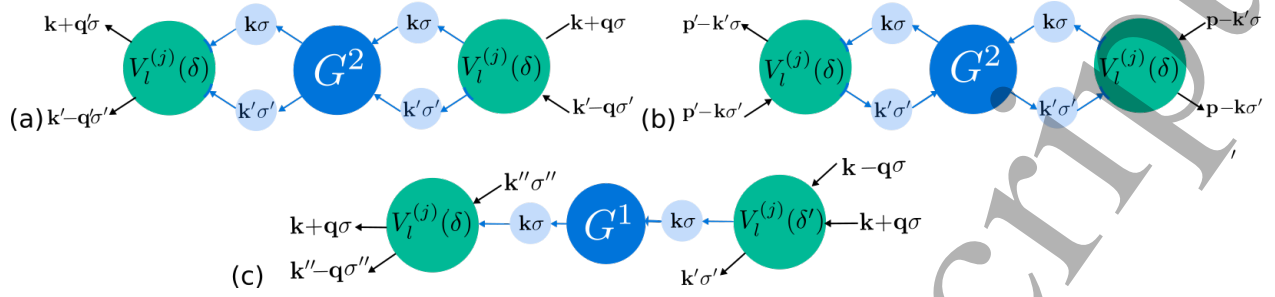 k+q′σ kσ kσ k+qσ
V_l^{(j)}(δ) G² V_l^{(j)}(δ)
(a) k′−q′σ′ k′σ′ k′σ′ k′−qσ′
p′−k′σ kσ kσ p−k′σ
V_l^{(j)}(δ) G² V_l^{(j)}(δ)
(b) p′−kσ′ k′σ′ k′σ′ p−kσ′
′
k′′σ′′ k−qσ
k+qσ V_l^{(j)}(δ) kσ G¹ kσ V_l^{(j)}(δ′) k+qσ
(c) k′′−qσ′′ k′σ′